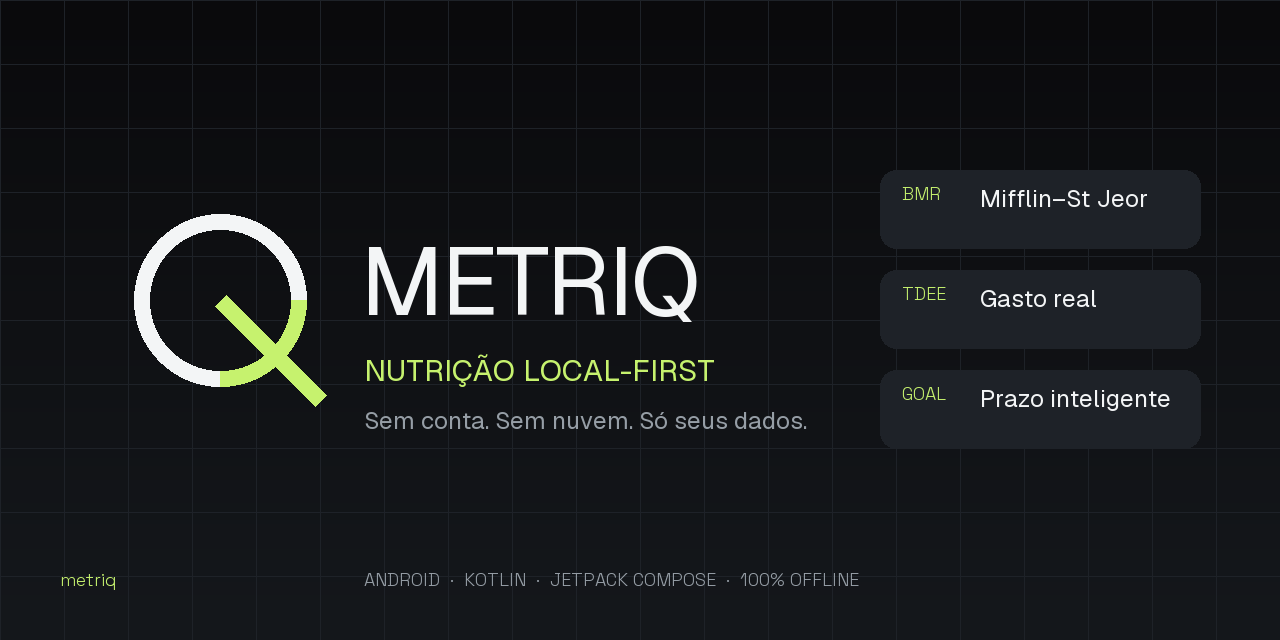 METRIQ
NUTRIÇÃO LOCAL-FIRST
Sem conta. Sem nuvem. Só seus dados.
BMR Mifflin–St Jeor
TDEE Gasto real
GOAL Prazo inteligente
metriq
ANDROID · KOTLIN · JETPACK COMPOSE · 100% OFFLINE